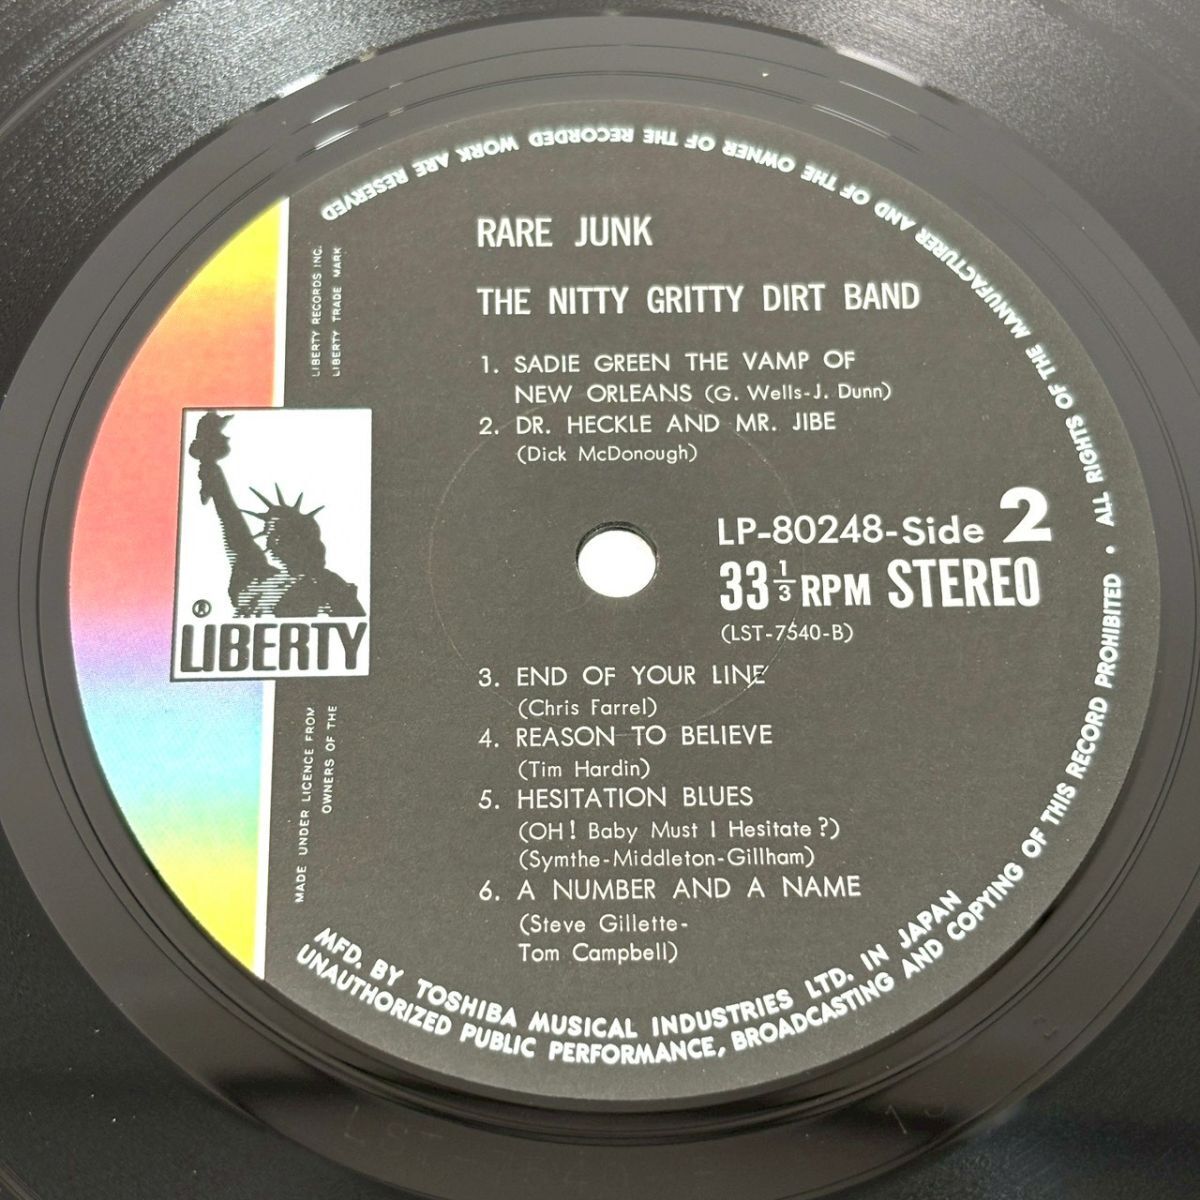 RARE JUNK
THE NITTY GRITTY DIRT BAND
1. SADIE GREEN THE VAMP OF
NEW ORLEANS (G. Wells-J. Dunn)
2. DR. HECKLE AND MR. JIBE
(Dick McDonough)
LP-80248-Side 2
33 1/3 RPM STEREO
(LST-7540-B)
3. END OF YOUR LINE
(Chris Farrel)
4. REASON TO BELIEVE
(Tim Hardin)
5. HESITATION BLUES
(OH! Baby Must I Hesitate?)
(Symthe-Middleton-Gillham)
6. A NUMBER AND A NAME
(Steve Gillette-
Tom Campbell)
LIBERTY RECORDS INC.
LIBERTY TRADE MARK
®
LIBERTY
MADE UNDER LICENCE FROM
OWNERS OF THE
MFD. BY TOSHIBA MUSICAL INDUSTRIES LTD. IN JAPAN
UNAUTHORIZED PUBLIC PERFORMANCE, BROADCASTING AND COPYING OF THIS RECORD PROHIBITED • ALL RIGHTS OF THE MANUFACTURER AND OF THE OWNER OF THE RECORDED WORK ARE RESERVED